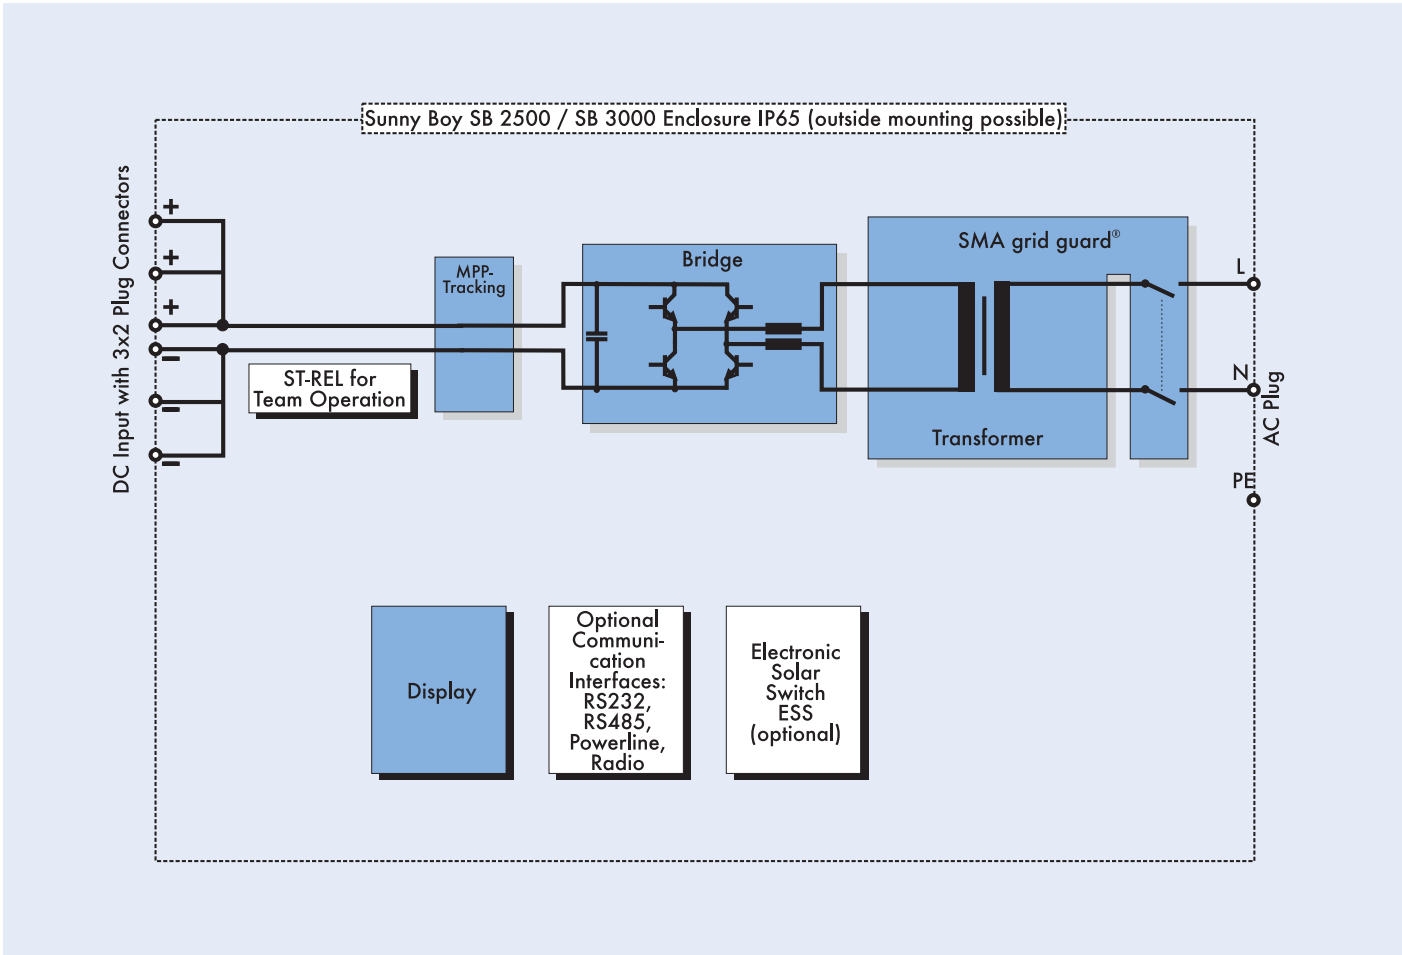 Sunny Boy SB 2500 / SB 3000 Enclosure IP65 (outside mounting possible)
DC Input with 3x2 Plug Connectors
+
+
+
–
–
–
ST-REL for
Team Operation
MPP-
Tracking
Bridge
SMA grid guard®
Transformer
L
N
AC Plug
PE
Display
Optional
Communi-
cation
Interfaces:
RS232,
RS485,
Powerline,
Radio
Electronic
Solar
Switch
ESS
(optional)